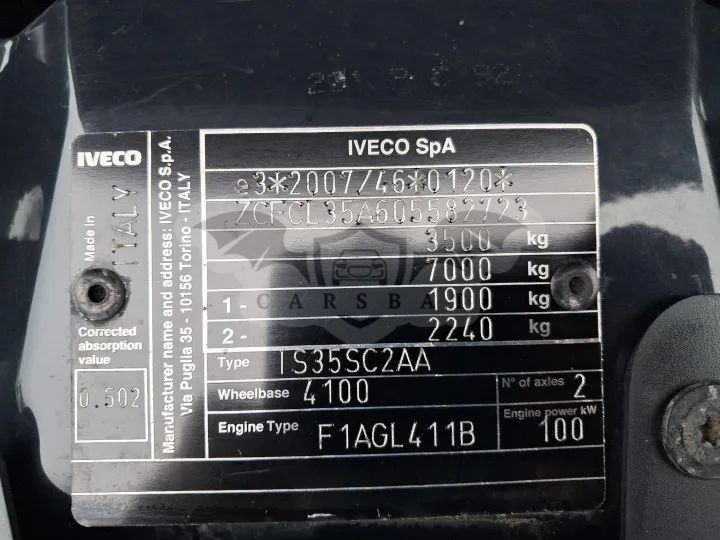 IVECO
Made in
ITALY
Corrected
absorption
value
0.502
Manufacturer name and address: IVECO S.p.A.
Via Puglia 35 - 10156 Torino - ITALY
IVECO SpA
e3*2007/46*0120*
ZCFCL35A605582723
3500 kg
7000 kg
1- 1900 kg
2- 2240 kg
Type IS35SC2AA
Wheelbase 4100
N° of axles 2
Engine Type F1AGL411B
Engine power kW
100
CARSBA